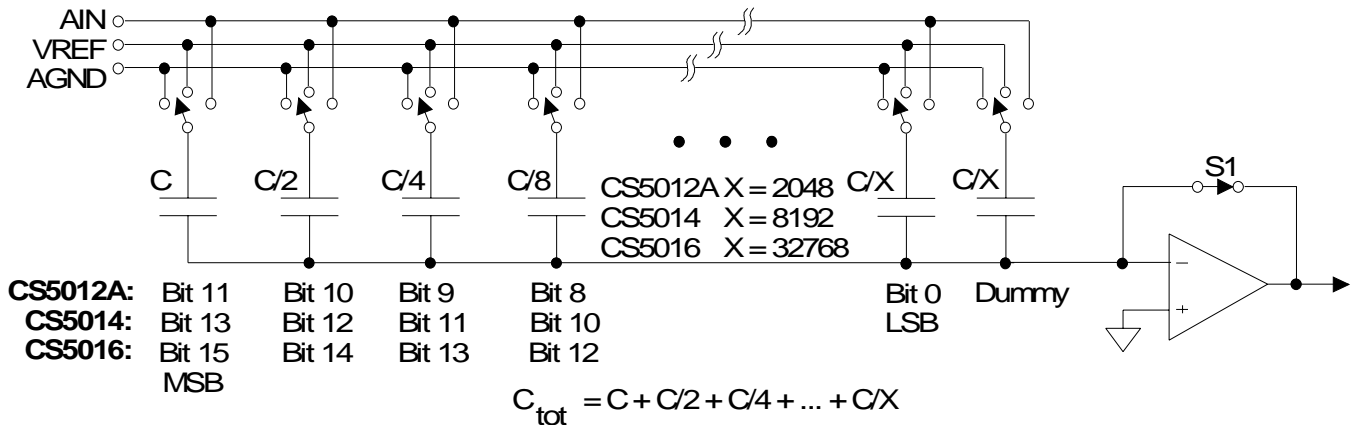 AIN
VREF
AGND
C C/2 C/4 C/8 C/X C/X S1
CS5012A X = 2048
CS5014 X = 8192
CS5016 X = 32768
− +
CS5012A: Bit 11 Bit 10 Bit 9 Bit 8 Bit 0 Dummy
CS5014: Bit 13 Bit 12 Bit 11 Bit 10 LSB
CS5016: Bit 15 Bit 14 Bit 13 Bit 12
MSB
Ctot = C + C/2 + C/4 + ... + C/X